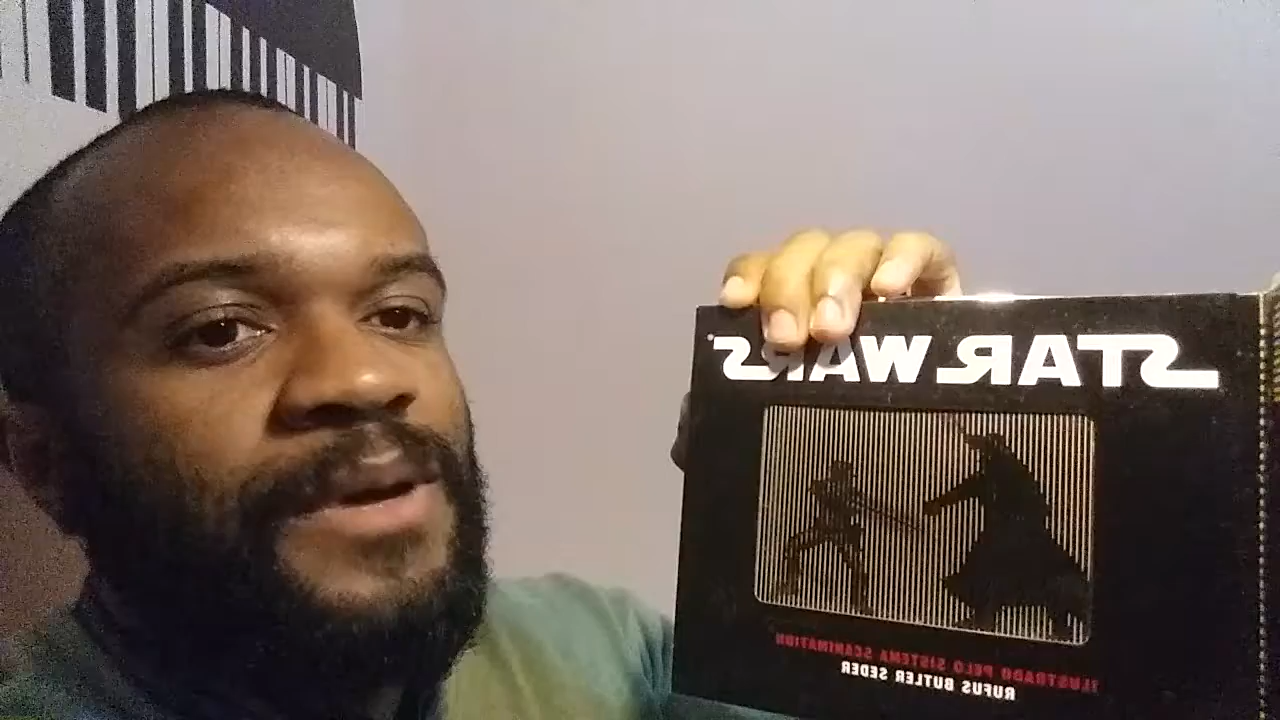 STAR WARS
ILUSTRADO PELO SISTEMA SCANIMATION
RUFUS BUTLER SEDER